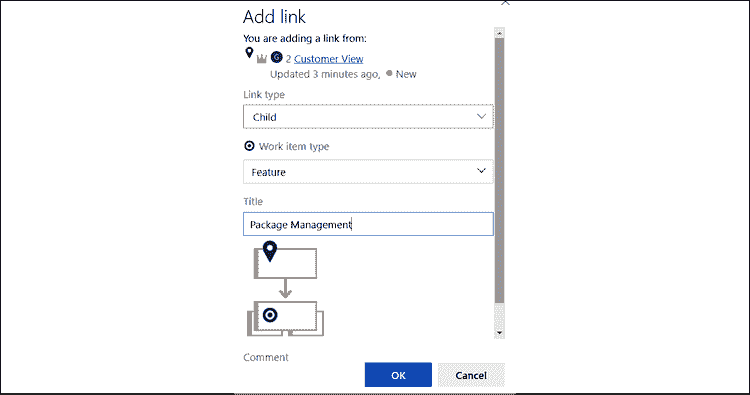 Add link
You are adding a link from:
G 2 Customer View
Updated 3 minutes ago, New
Link type
Child
Work item type
Feature
Title
Package Management
Comment
OK Cancel